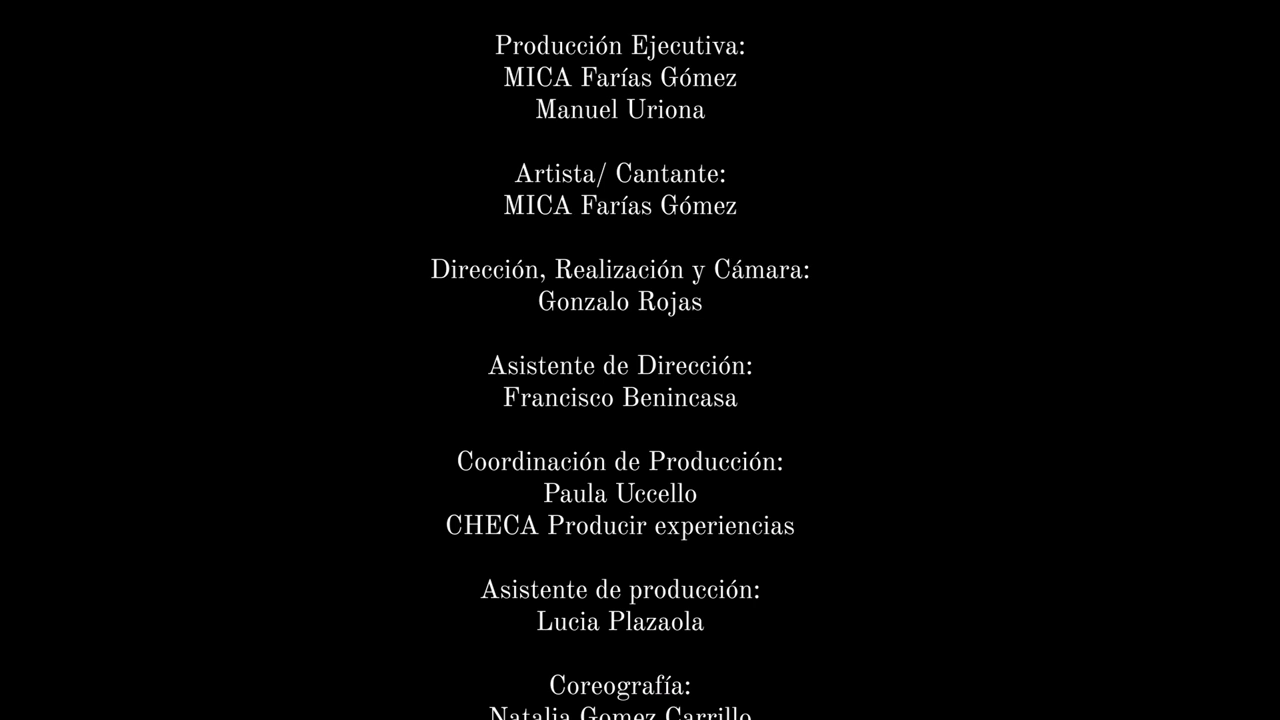 Producción Ejecutiva:
MICA Farías Gómez
Manuel Uriona
Artista/ Cantante:
MICA Farías Gómez
Dirección, Realización y Cámara:
Gonzalo Rojas
Asistente de Dirección:
Francisco Benincasa
Coordinación de Producción:
Paula Uccello
CHECA Producir experiencias
Asistente de producción:
Lucia Plazaola
Coreografía:
Natalia Gomez Carrillo